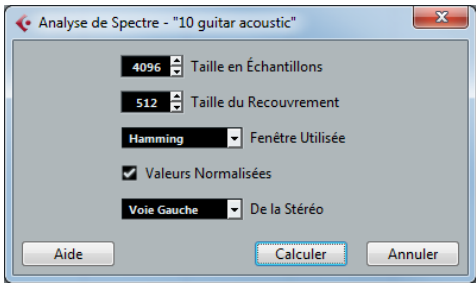 Analyse de Spectre - "10 guitar acoustic"
4096 Taille en Échantillons
512 Taille du Recouvrement
Hamming Fenêtre Utilisée
Valeurs Normalisées
Voie Gauche De la Stéréo
Aide Calculer Annuler